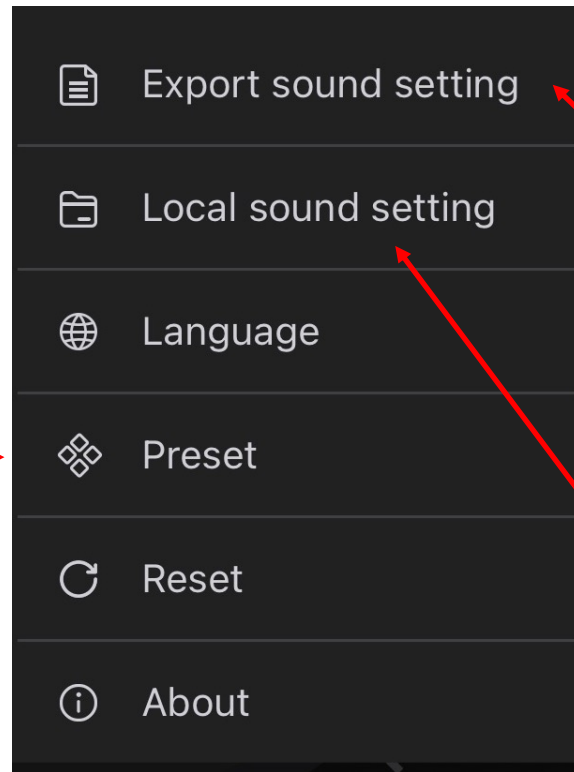 Export sound setting
Local sound setting
Language
Preset
Reset
About